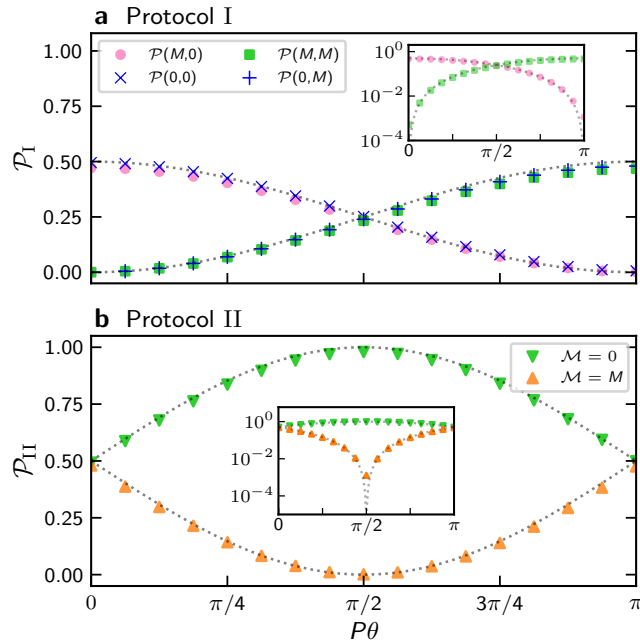 a Protocol I
1.00
0.75
0.50
0.25
0.00
𝒫_I
𝒫(M,0) 𝒫(M,M)
𝒫(0,0) 𝒫(0,M)
10^0
10^−2
10^−4
0 π/2 π
b Protocol II
1.00
0.75
0.50
0.25
0.00
𝒫_II
ℳ = 0
ℳ = M
10^0
10^−2
10^−4
0 π/2 π
0 π/4 π/2 3π/4 π
Pθ